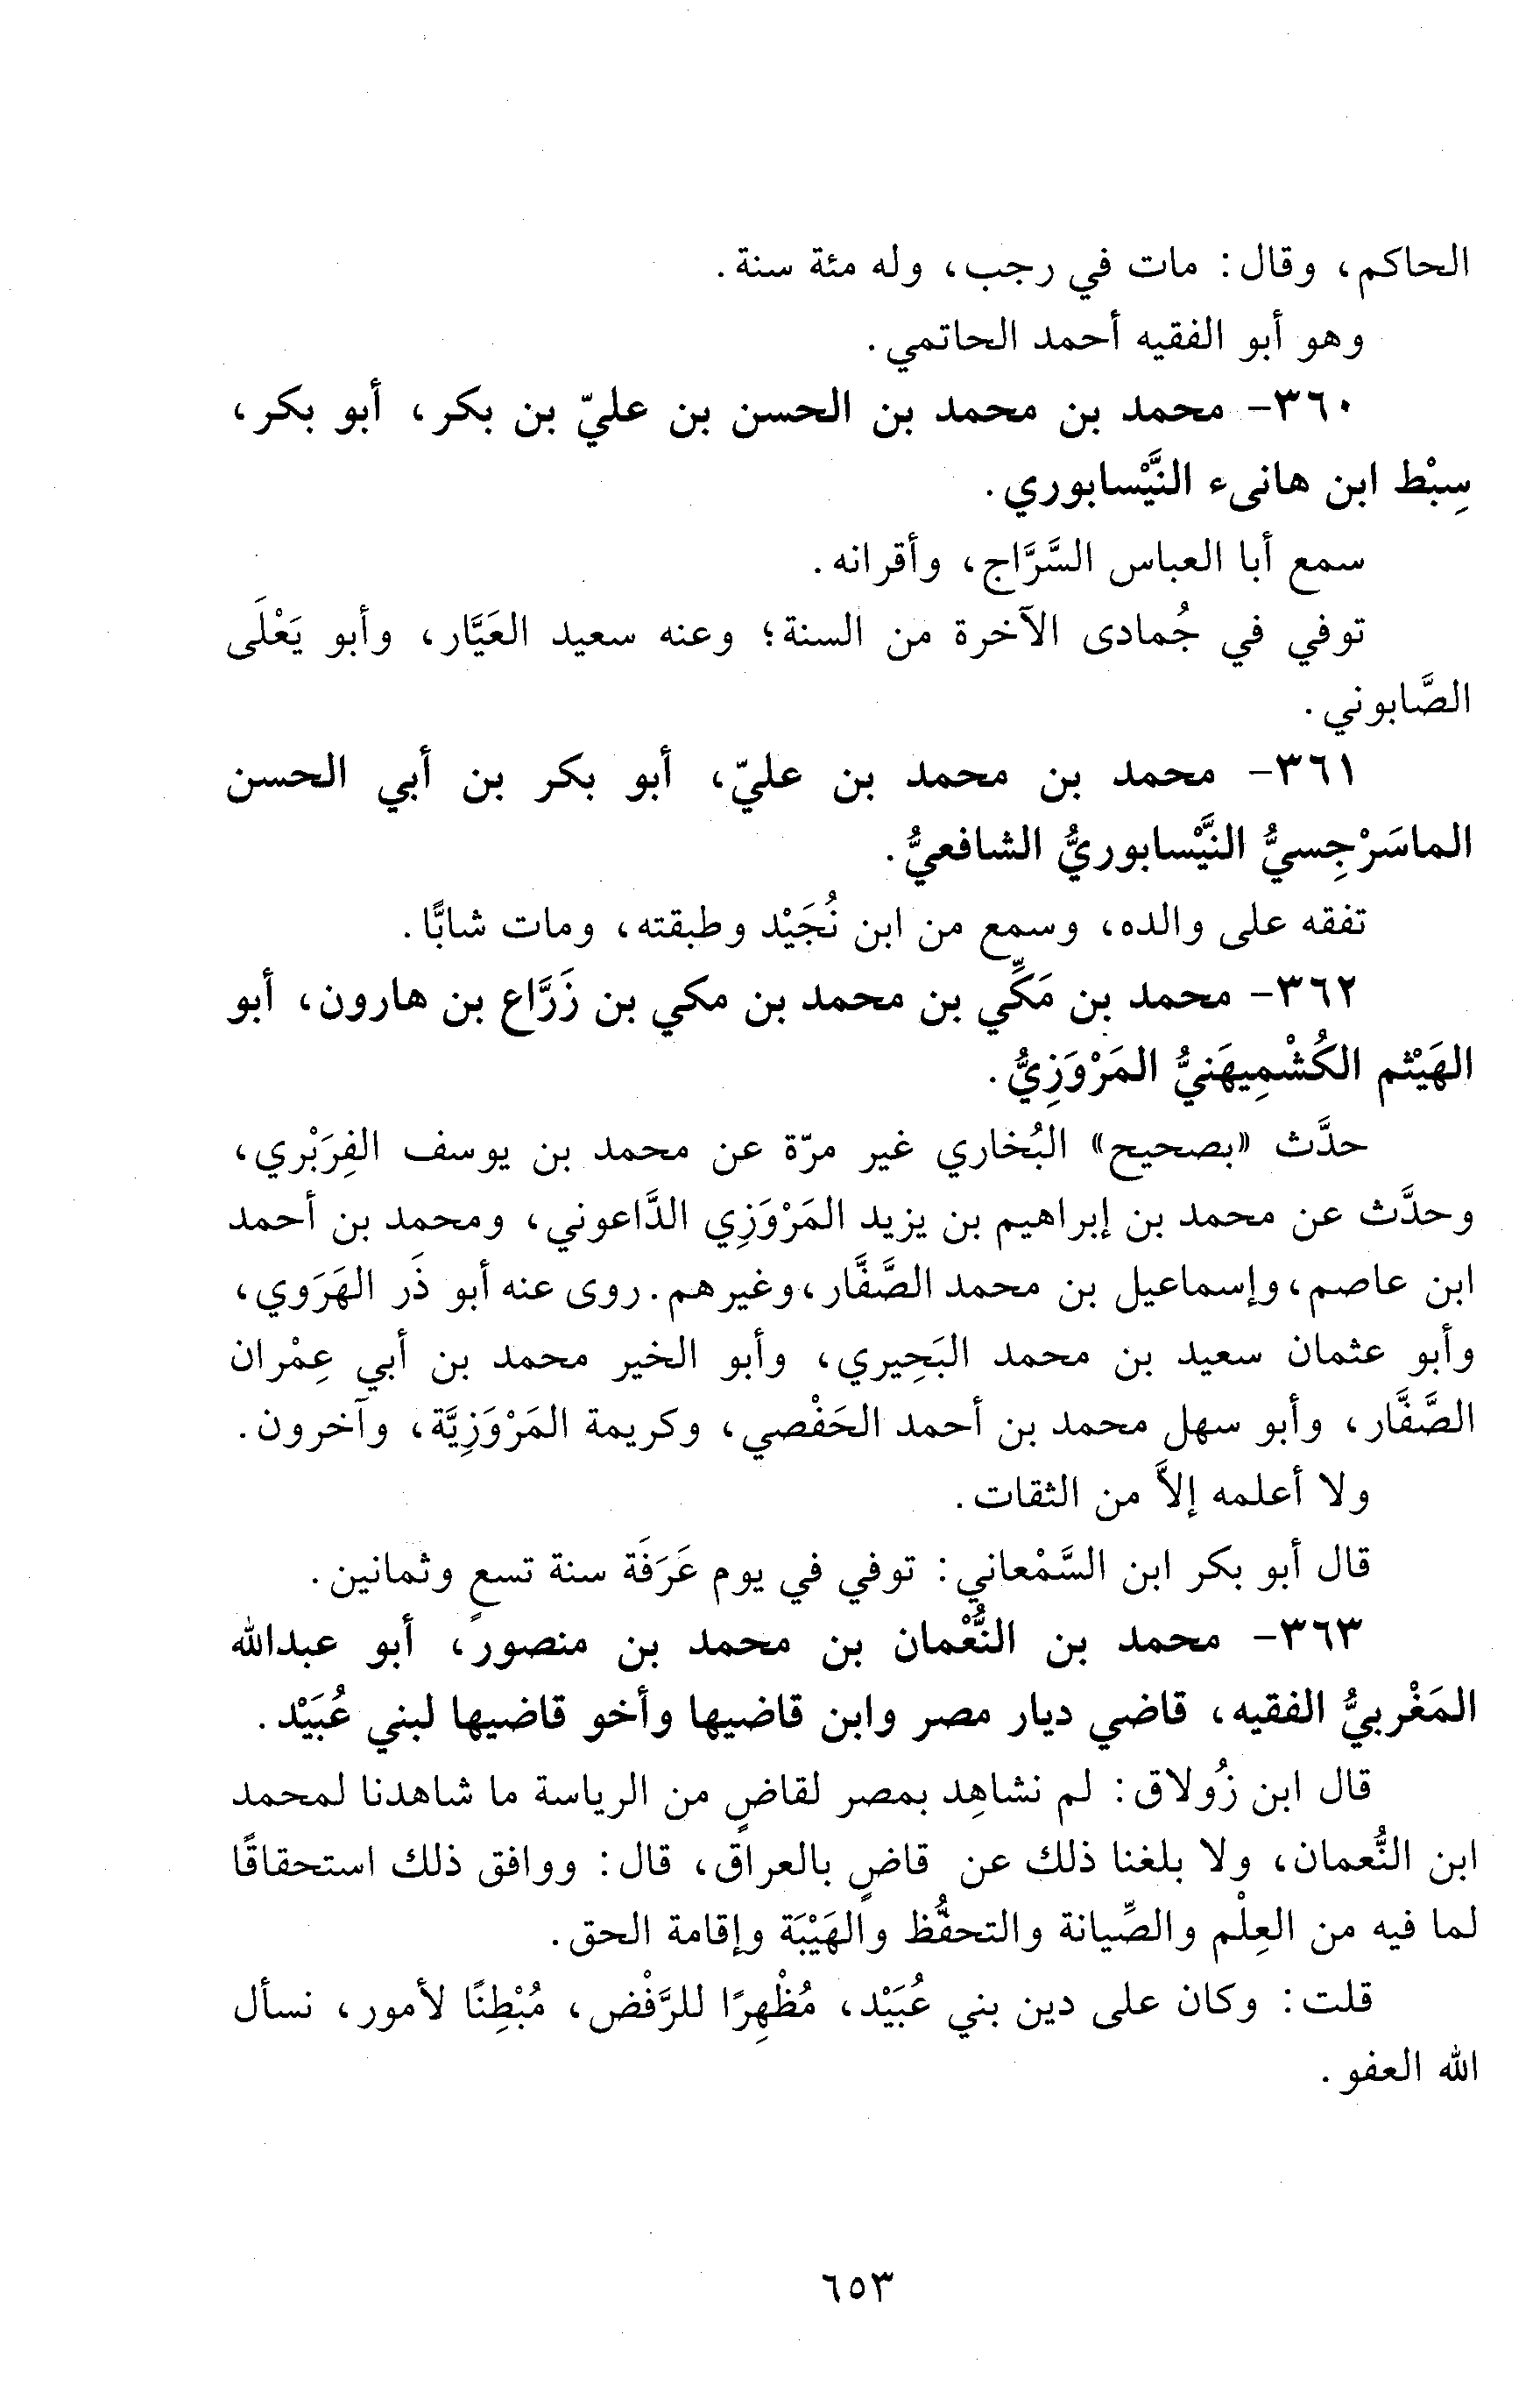 الحاكم، وقال: مات في رجب، وله مئة سنة.
وهو أبو الفقيه أحمد الحاتمي.
٣٦٠- محمد بن محمد بن الحسن بن عليّ بن بكر، أبو بكر،
سِبْط ابن هانىء النَّيْسابوري.
سمع أبا العباس السَّرَّاج، وأقرانه.
توفي في جُمادى الآخرة من السنة؛ وعنه سعيد العَيَّار، وأبو يَعْلَى
الصَّابوني.
٣٦١- محمد بن محمد بن عليّ، أبو بكر بن أبي الحسن
الماسَرْجِسيُّ النَّيْسابوريُّ الشافعيُّ.
تفقه على والده، وسمع من ابن نُجَيْد وطبقته، ومات شابًّا.
٣٦٢- محمد بن مَكِّي بن محمد بن مكي بن زَرَّاع بن هارون، أبو
الهَيْثم الكُشْمِيهَنيُّ المَرْوَزِيُّ.
حدَّث «بصحيح» البُخاري غير مرّة عن محمد بن يوسف الفِرَبْري،
وحدَّث عن محمد بن إبراهيم بن يزيد المَرْوَزِي الدَّاعوني، ومحمد بن أحمد
ابن عاصم، وإسماعيل بن محمد الصَّفَّار، وغيرهم. روى عنه أبو ذَر الهَرَوي،
وأبو عثمان سعيد بن محمد البَحِيري، وأبو الخير محمد بن أبي عِمْران
الصَّفَّار، وأبو سهل محمد بن أحمد الحَفْصي، وكريمة المَرْوَزِيَّة، وآخرون.
ولا أعلمه إلاَّ من الثقات.
قال أبو بكر ابن السَّمْعاني: توفي في يوم عَرَفَة سنة تسعٍ وثمانين.
٣٦٣- محمد بن النُّعْمان بن محمد بن منصور، أبو عبدالله
المَغْربيُّ الفقيه، قاضي ديار مصر وابن قاضيها وأخو قاضيها لبني عُبَيْد.
قال ابن زُولاق: لم نشاهِد بمصر لقاضٍ من الرياسة ما شاهدنا لمحمد
ابن النُّعمان، ولا بلغنا ذلك عن قاضٍ بالعراق، قال: ووافق ذلك استحقاقًا
لما فيه من العِلْم والصِّيانة والتحفُّظ والهَيْبَة وإقامة الحق.
قلت: وكان على دين بني عُبَيْد، مُظْهِرًا للرَّفْض، مُبْطِنًا لأمور، نسأل
الله العفو.
٦٥٣